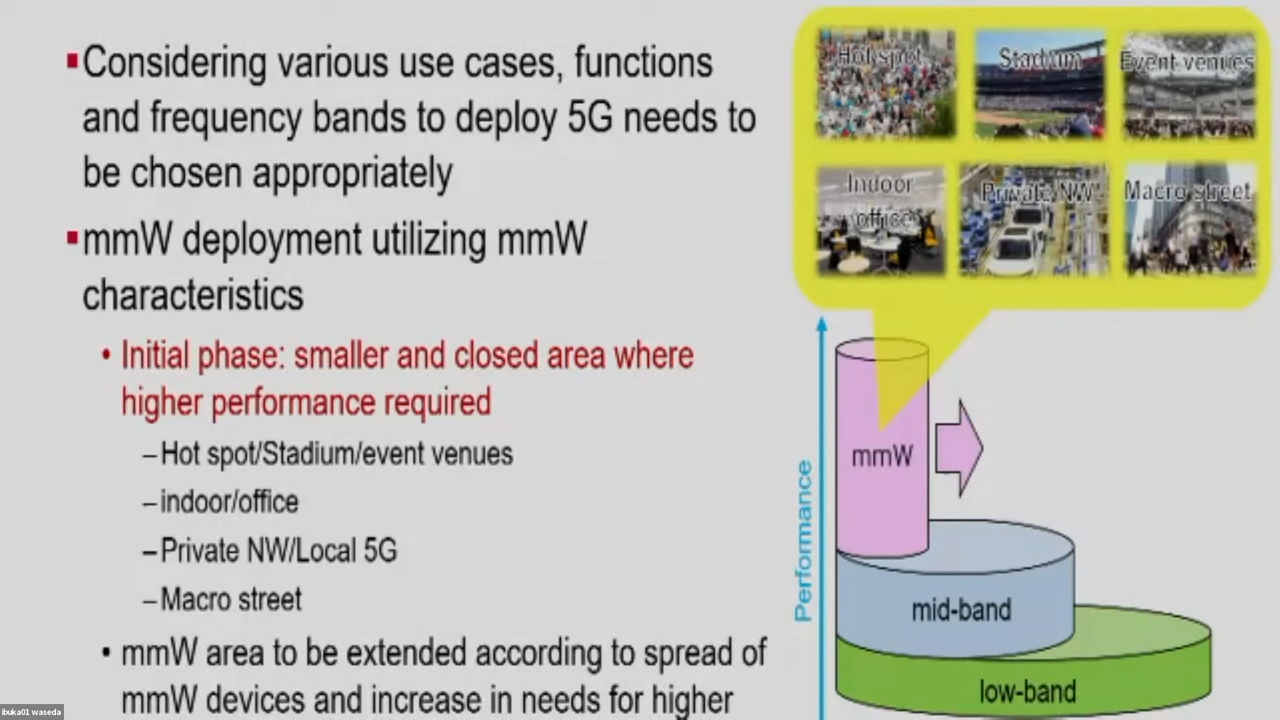 ▪Considering various use cases, functions
and frequency bands to deploy 5G needs to
be chosen appropriately
▪mmW deployment utilizing mmW
characteristics
• Initial phase: smaller and closed area where
higher performance required
–Hot spot/Stadium/event venues
–indoor/office
–Private NW/Local 5G
–Macro street
• mmW area to be extended according to spread of
mmW devices and increase in needs for higher
Hot spot
Stadium
Event venues
Indoor
office
Private NW
Macro street
Performance
mmW
mid-band
low-band
ibuka01 waseda